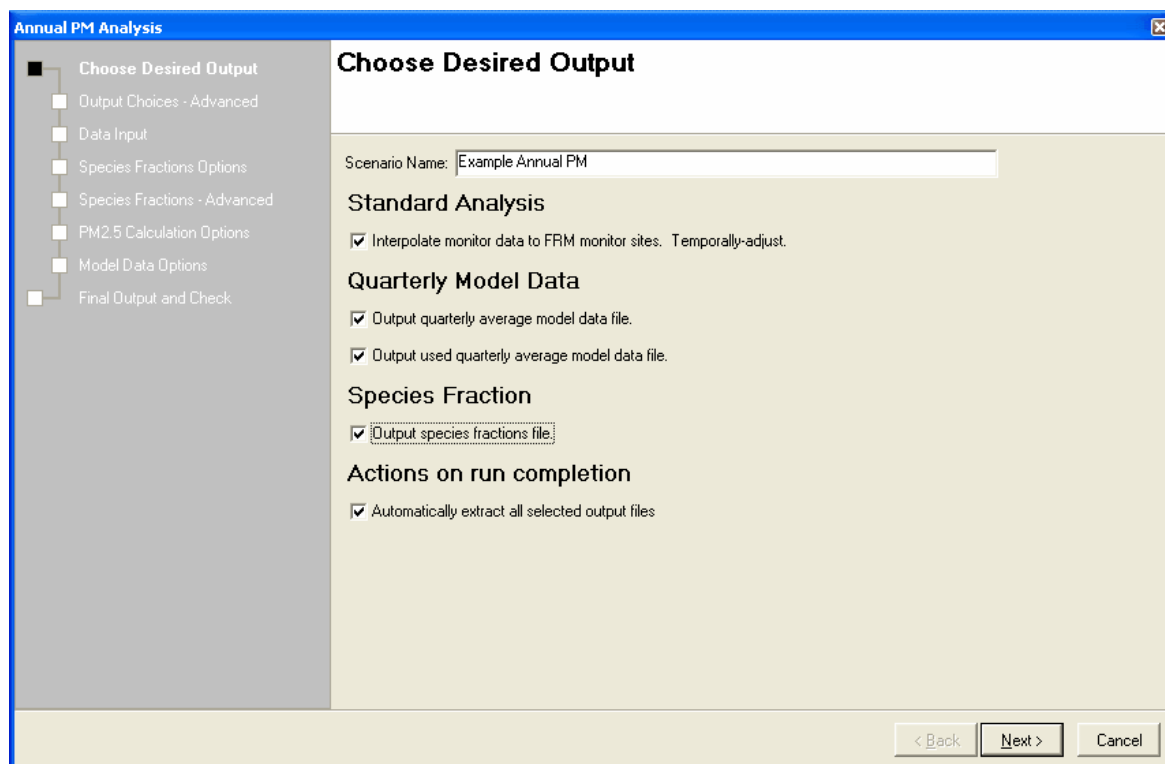 Annual PM Analysis
Choose Desired Output
Output Choices - Advanced
Data Input
Species Fractions Options
Species Fractions - Advanced
PM2.5 Calculation Options
Model Data Options
Final Output and Check
Choose Desired Output
Scenario Name: Example Annual PM
Standard Analysis
Interpolate monitor data to FRM monitor sites. Temporally-adjust.
Quarterly Model Data
Output quarterly average model data file.
Output used quarterly average model data file.
Species Fraction
Output species fractions file.
Actions on run completion
Automatically extract all selected output files
< Back Next > Cancel